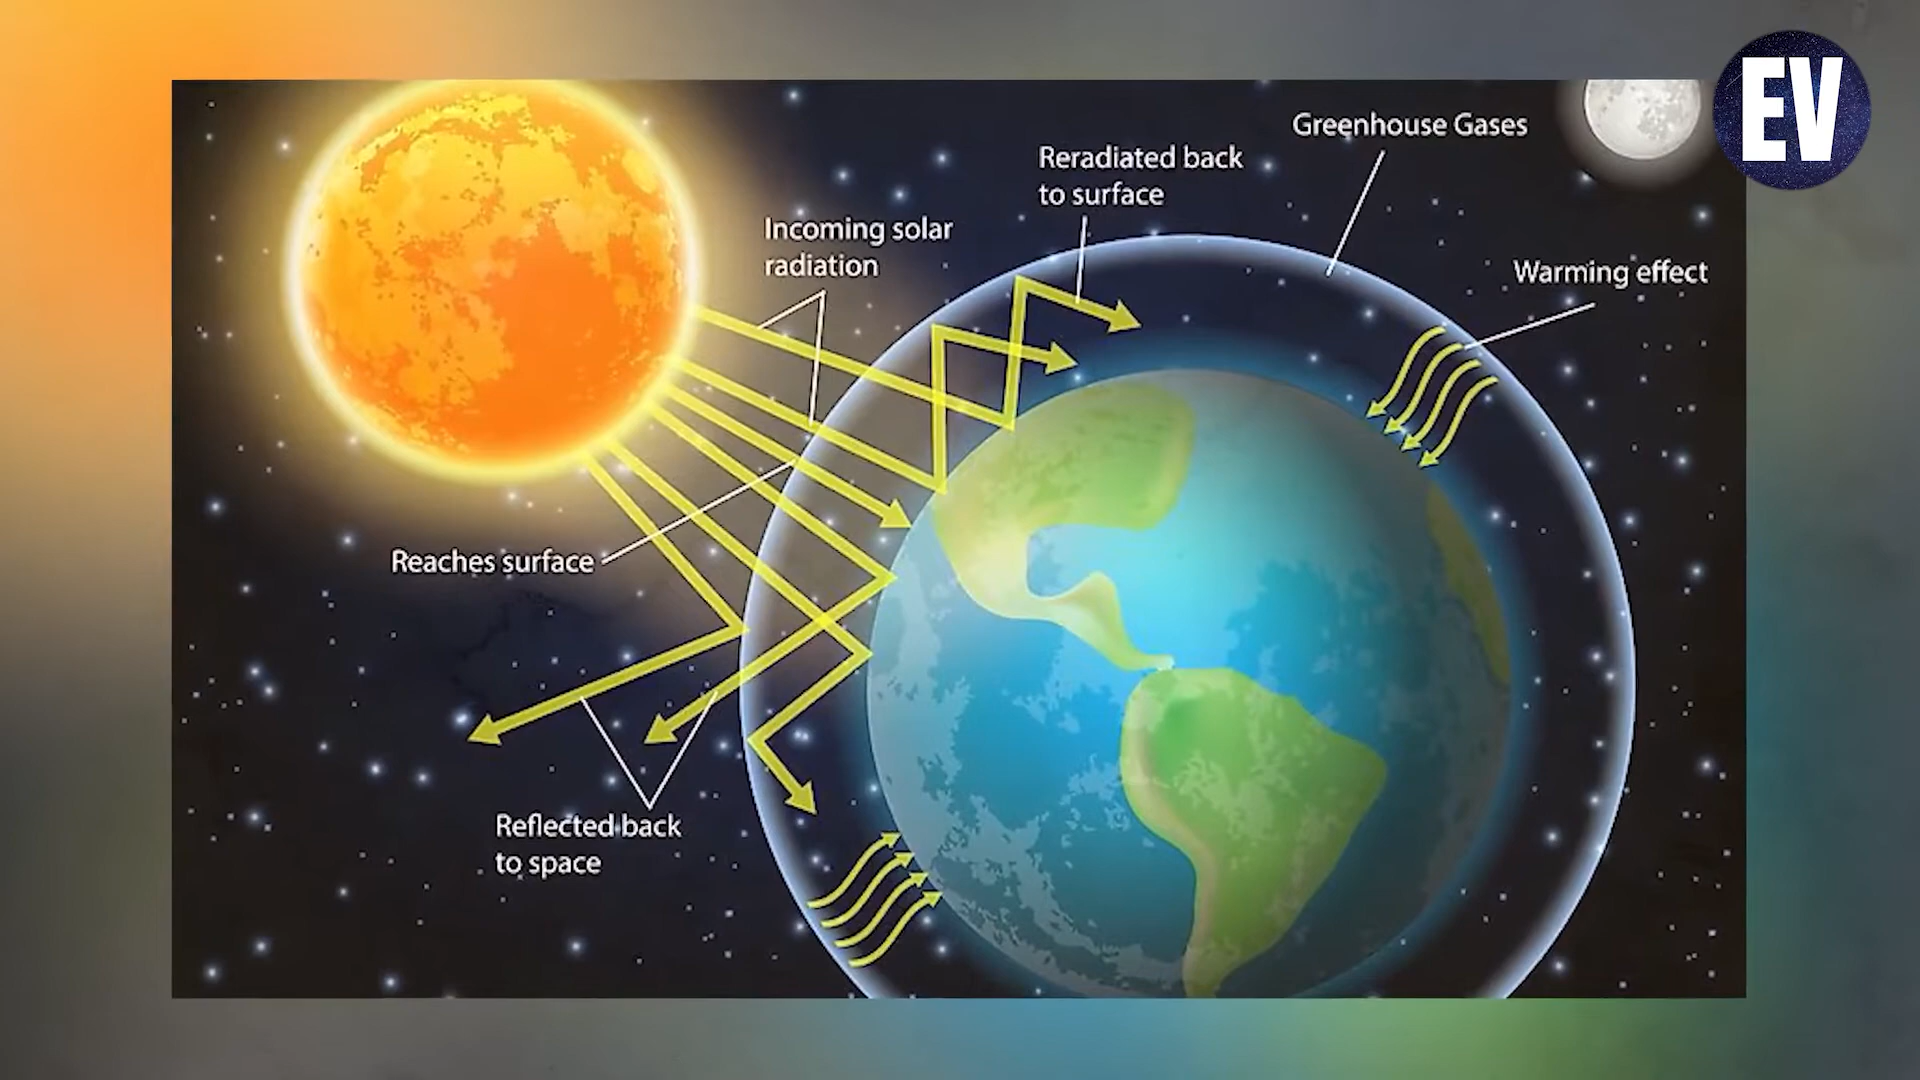 EV
Greenhouse Gases
Reradiated back
to surface
Incoming solar
radiation
Warming effect
Reaches surface
Reflected back
to space